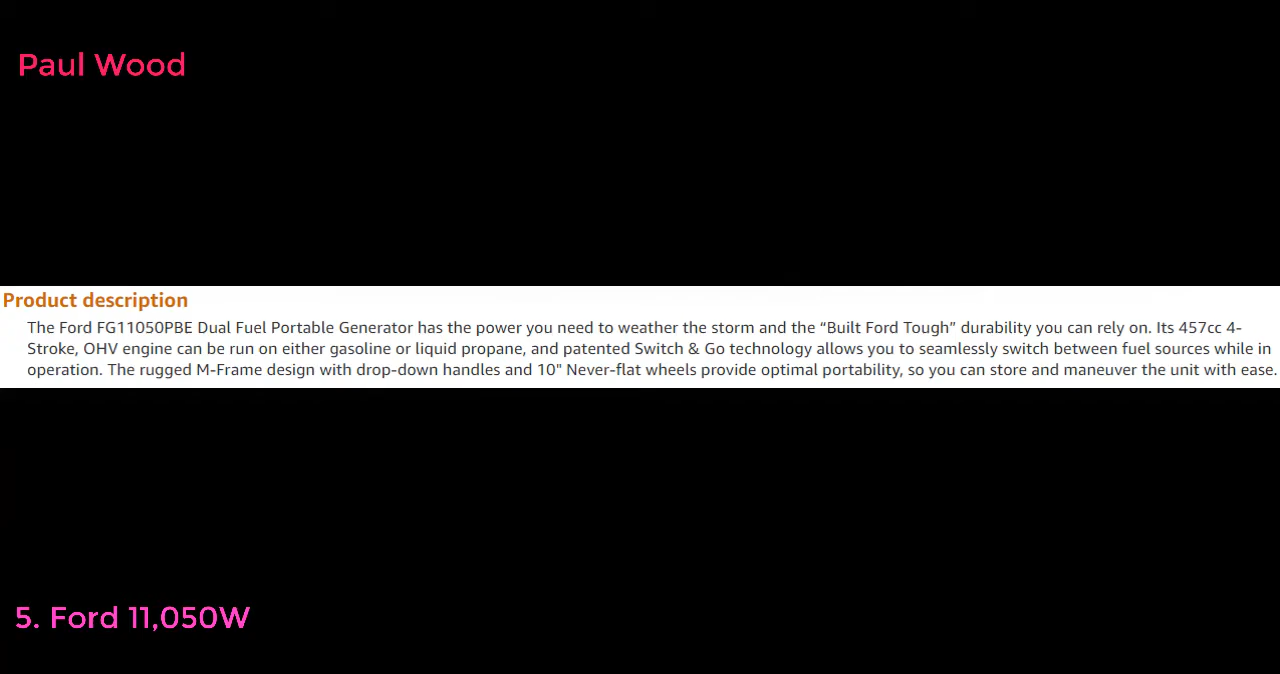 Paul Wood
Product description
The Ford FG11050PBE Dual Fuel Portable Generator has the power you need to weather the storm and the “Built Ford Tough” durability you can rely on. Its 457cc 4-
Stroke, OHV engine can be run on either gasoline or liquid propane, and patented Switch & Go technology allows you to seamlessly switch between fuel sources while in
operation. The rugged M-Frame design with drop-down handles and 10" Never-flat wheels provide optimal portability, so you can store and maneuver the unit with ease.
5. Ford 11,050W